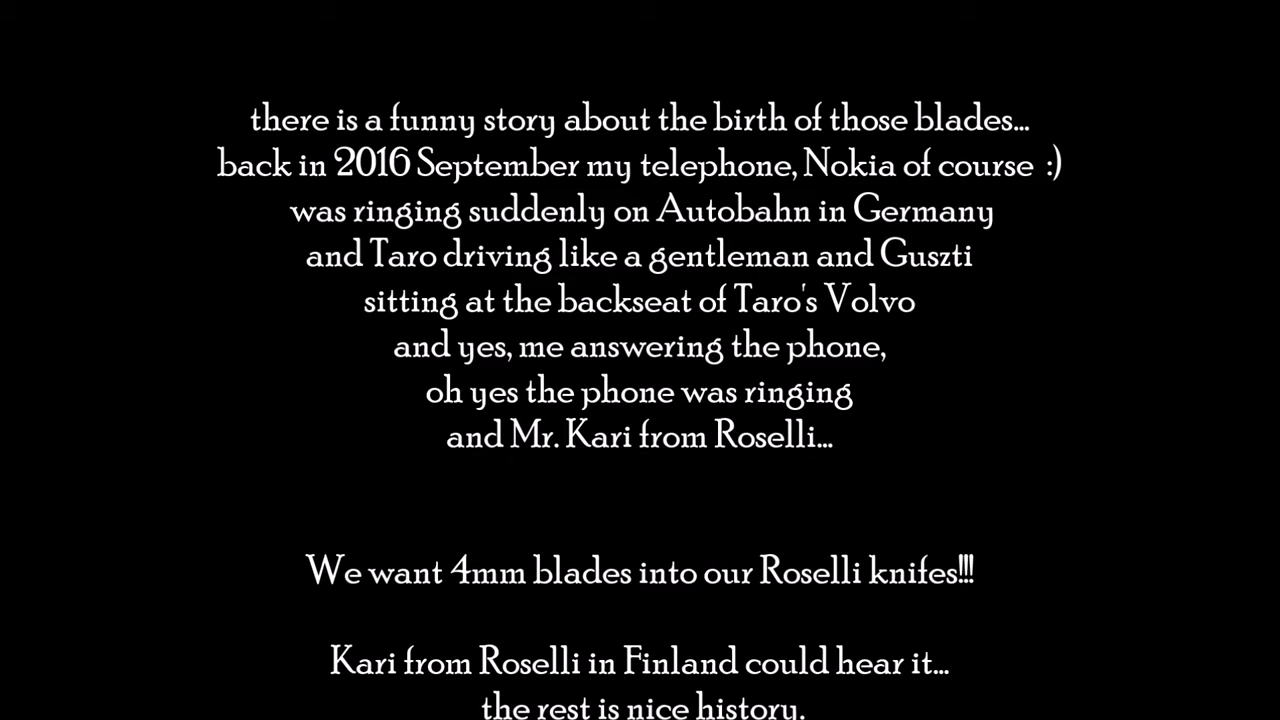 there is a funny story about the birth of those blades...
back in 2016 September my telephone, Nokia of course :)
was ringing suddenly on Autobahn in Germany
and Taro driving like a gentleman and Guszti
sitting at the backseat of Taro's Volvo
and yes, me answering the phone,
oh yes the phone was ringing
and Mr. Kari from Roselli...
We want 4mm blades into our Roselli knifes!!!
Kari from Roselli in Finland could hear it...
the rest is nice history.